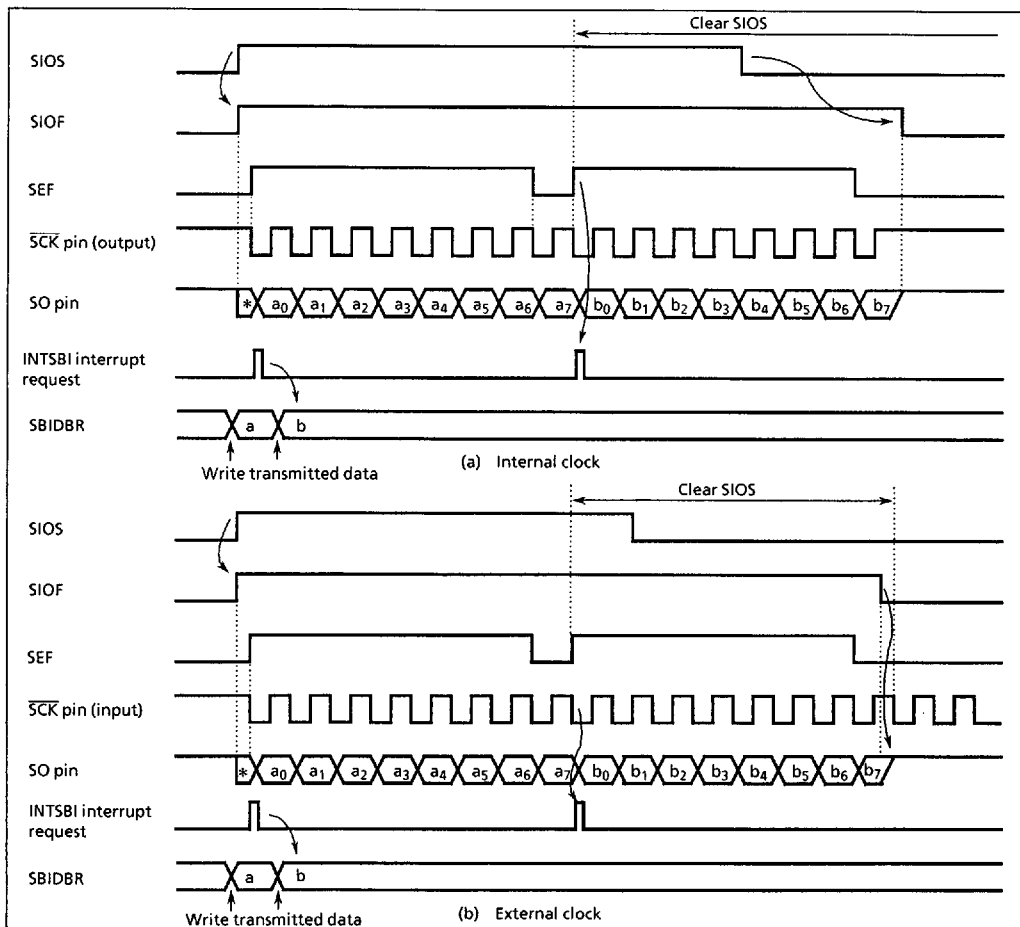 Clear SIOS
SIOS
SIOF
SEF
SCK pin (output)
SO pin
* a0 a1 a2 a3 a4 a5 a6 a7 b0 b1 b2 b3 b4 b5 b6 b7
INTSBI interrupt
request
SBIDBR
a b
Write transmitted data
(a) Internal clock
Clear SIOS
SIOS
SIOF
SEF
SCK pin (input)
SO pin
* a0 a1 a2 a3 a4 a5 a6 a7 b0 b1 b2 b3 b4 b5 b6 b7
INTSBI interrupt
request
SBIDBR
a b
Write transmitted data
(b) External clock